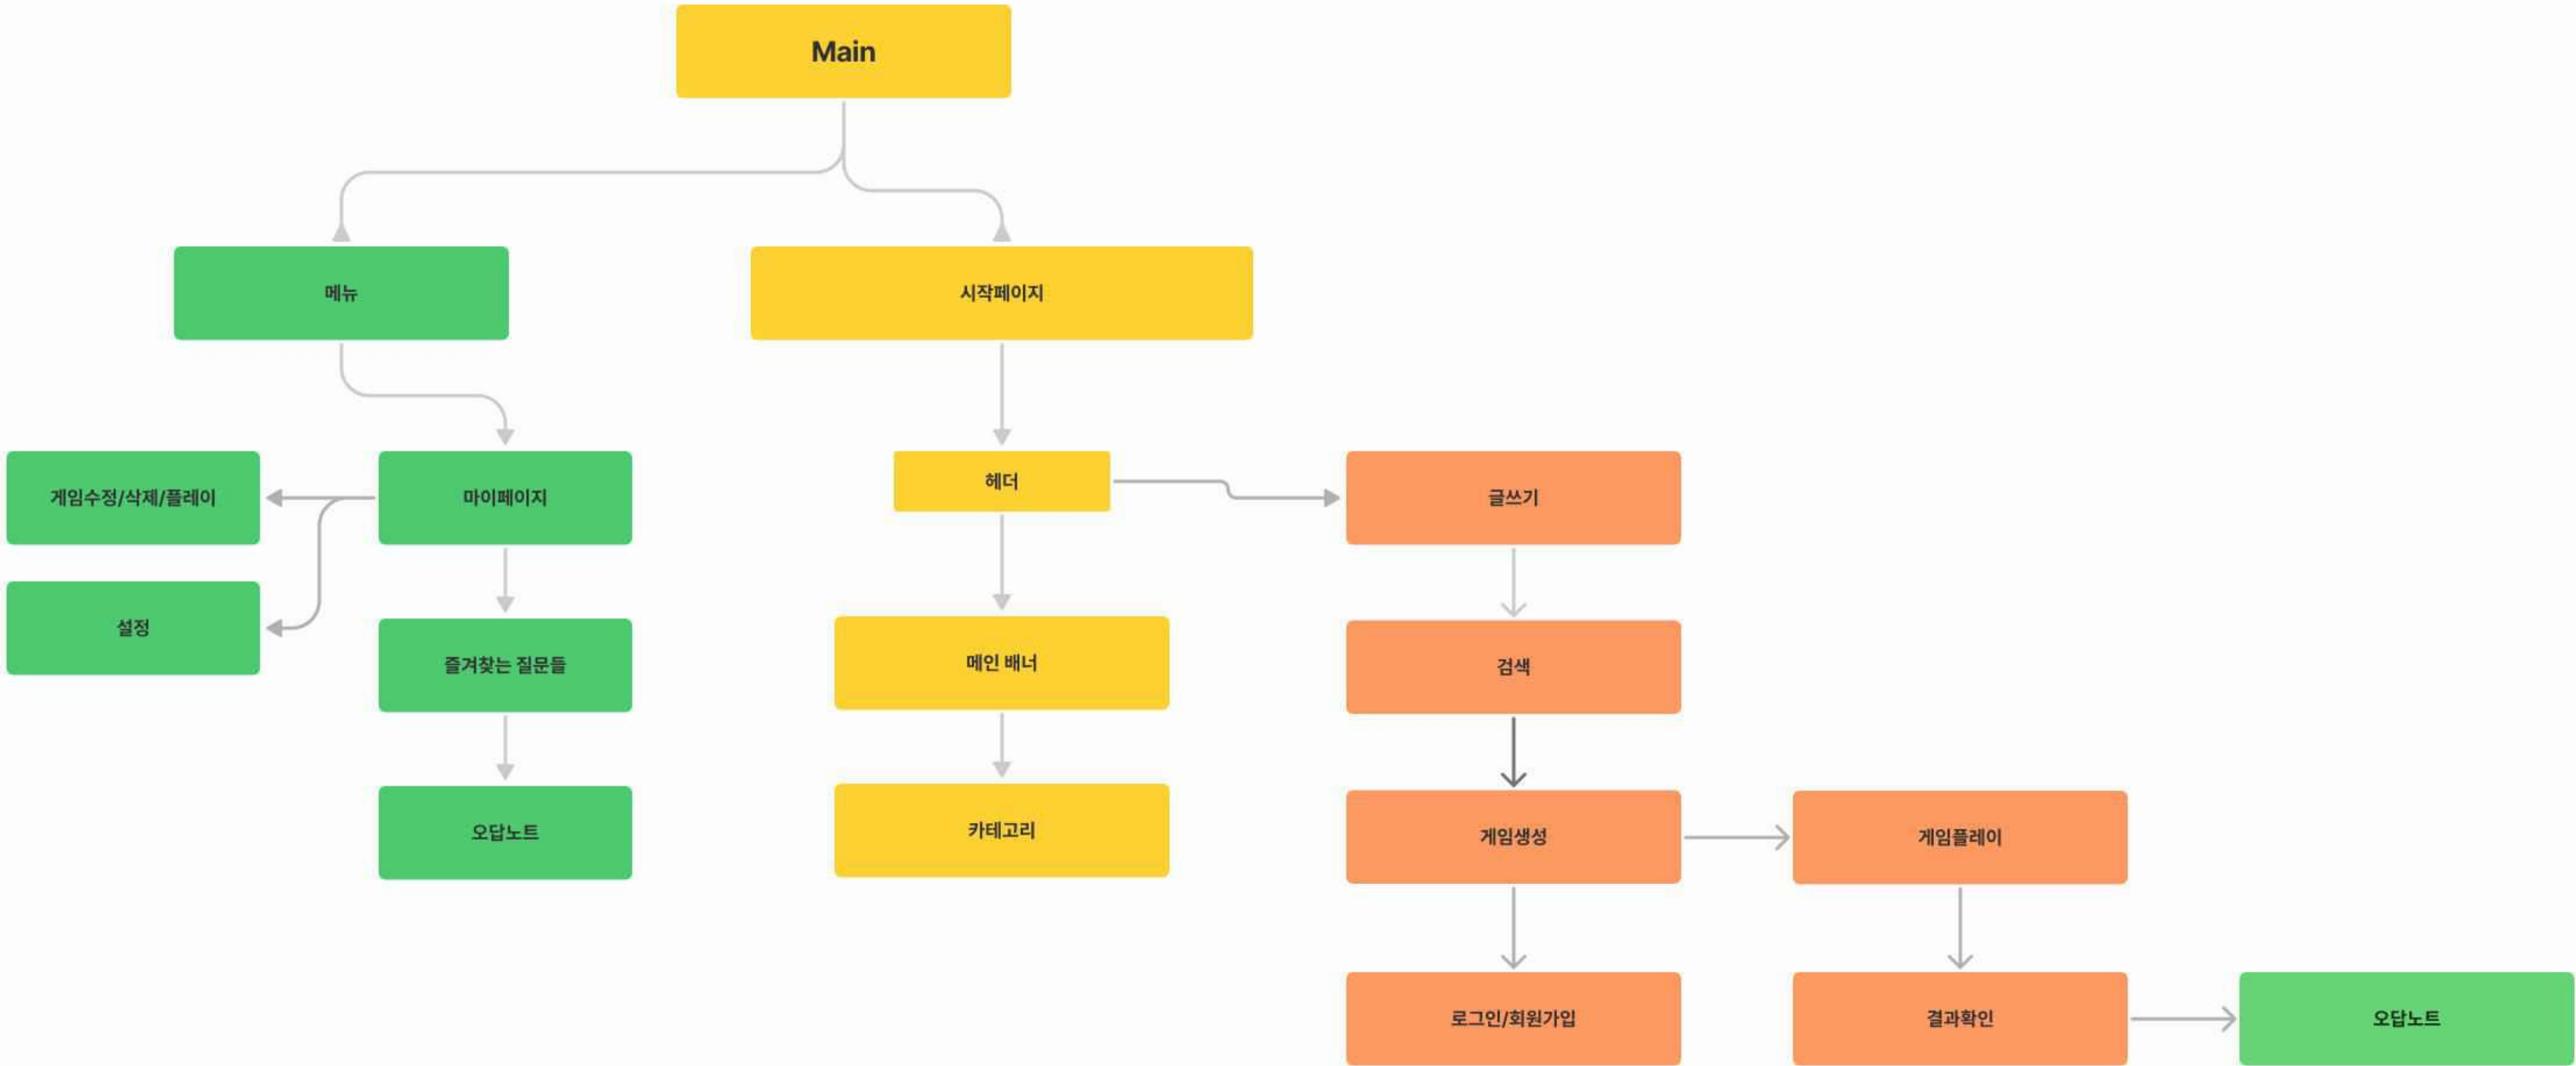 Main
메뉴
시작페이지
게임수정/삭제/플레이
마이페이지
헤더
글쓰기
설정
즐겨찾는 질문들
메인 배너
검색
오답노트
카테고리
게임생성
게임플레이
로그인/회원가입
결과확인
오답노트